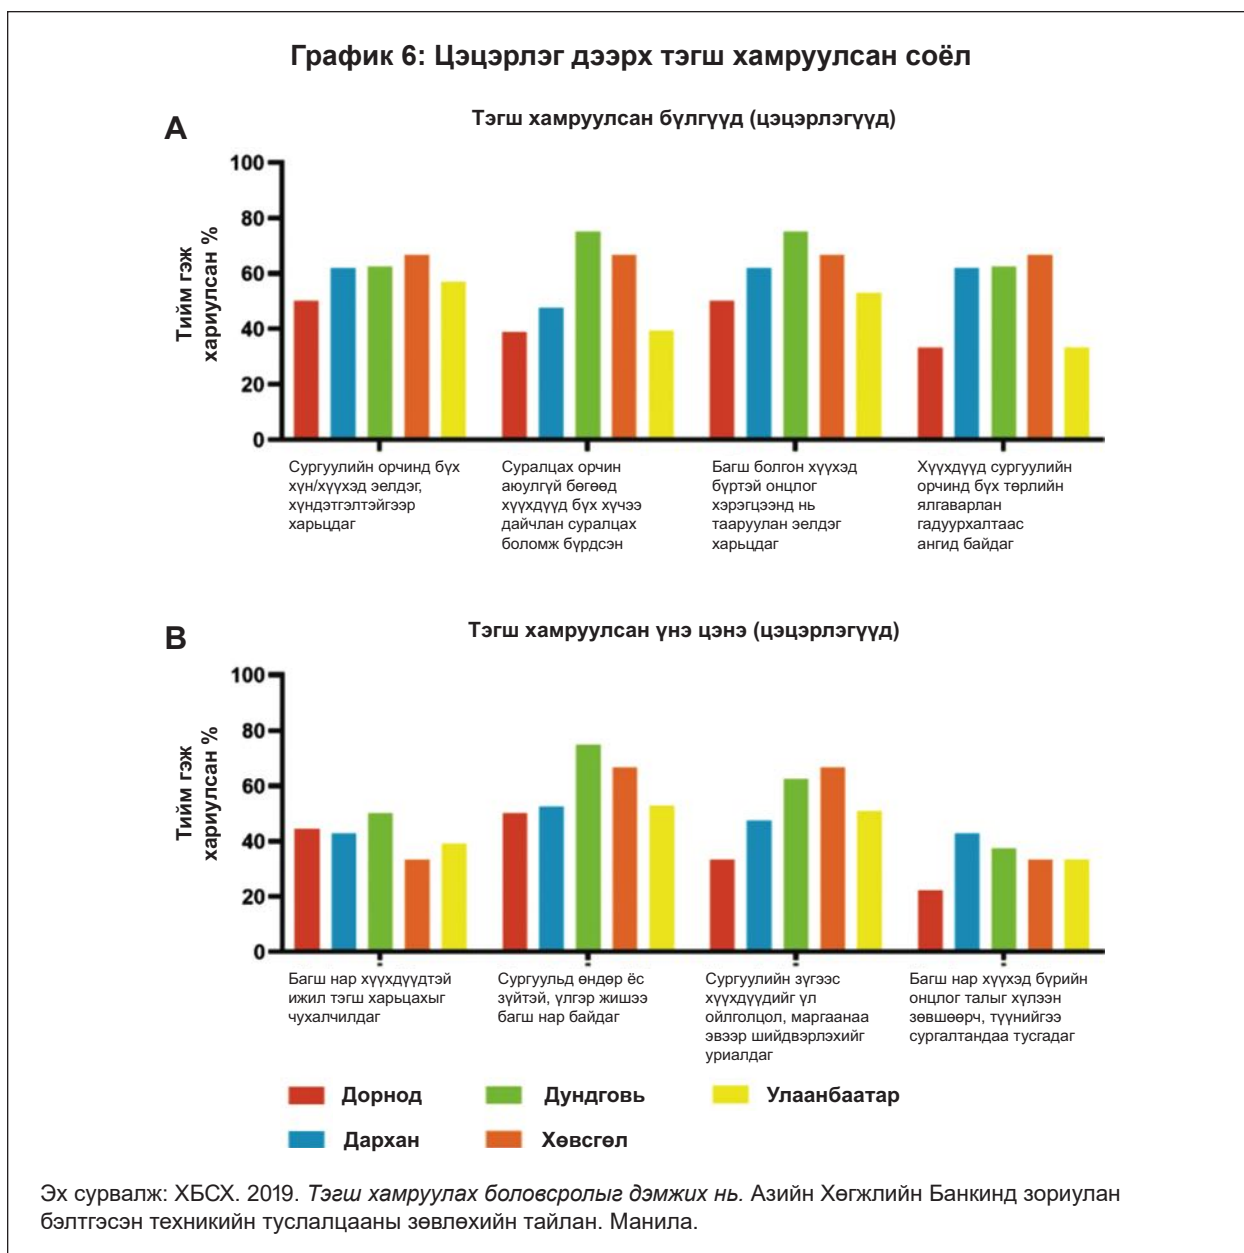 График 6: Цэцэрлэг дээрх тэгш хамруулсан соёл
A
Тэгш хамруулсан бүлгүүд (цэцэрлэгүүд)
Тийм гэж
хариулсан %
100
80
60
40
20
0
Сургуулийн орчинд бүх
хүн/хүүхэд эелдэг,
хүндэтгэлтэйгээр
харьцдаг
Суралцах орчин
аюулгүй бөгөөд
хүүхдүүд бүх хүчээ
дайчлан суралцах
боломж бүрдсэн
Багш болгон хүүхэд
бүртэй онцлог
хэрэгцээнд нь
тааруулан эелдэг
харьцдаг
Хүүхдүүд сургуулийн
орчинд бүх төрлийн
ялгаварлан
гадуурхалтаас
ангид байдаг
B
Тэгш хамруулсан үнэ цэнэ (цэцэрлэгүүд)
Тийм гэж
хариулсан %
100
80
60
40
20
0
Багш нар хүүхдүүдтэй
ижил тэгш харьцахыг
чухалчилдаг
Сургуульд өндөр ёс
зүйтэй, үлгэр жишээ
багш нар байдаг
Сургуулийн зүгээс
хүүхдүүдийг үл
ойлголцол, маргаанаа
эвээр шийдвэрлэхийг
уриалдаг
Багш нар хүүхэд бүрийн
онцлог талыг хүлээн
зөвшөөрч, түүнийгээ
сургалтандаа тусгадаг
Дорнод
Дундговь
Улаанбаатар
Дархан
Хөвсгөл
Эх сурвалж: ХБСХ. 2019. Тэгш хамруулах боловсролыг дэмжих нь. Азийн Хөгжлийн Банкинд зориулан
бэлтгэсэн техникийн туслалцааны зөвлөхийн тайлан. Манила.